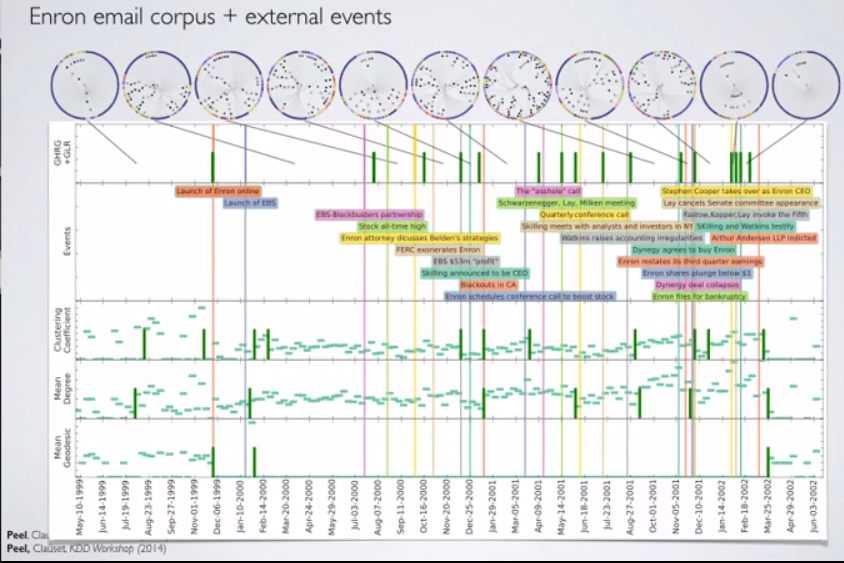 Enron email corpus + external events
GHRG
+GLR
Launch of Enron online
Launch of EBS
EBS-Blockbusters partnership
Stock all-time high
Enron attorney dicusses Belden's strategies
FERC exonerates Enron
EBS $53m "profit"
Skilling announced to be CEO
Blackouts in CA
Enron schedules conference call to boost stock
The "asshole" call
Schwarzenegger, Lay, Milken meeting
Quarterly conference call
Skilling meets with analysts and investors in NY
Watkins raises accounting irregularities
Stephen Cooper takes over as Enron CEO
Lay cancels Senate committee appearance
Fastow,Kopper,Lay invoke the Fifth
SKilling and Watkins testify
Arthur Andersen LLP indicted
Dynegy agrees to buy Enron
Enron restates its third quarter earnings
Enron shares plunge below $1
Dynergy deal collapses
Enron files for bankruptcy
Events
Clustering
Coefficient
Mean
Degree
Mean
Geodesic
May-10-1999
Jun-14-1999
Jul-19-1999
Aug-23-1999
Sep-27-1999
Nov-01-1999
Dec-06-1999
Jan-10-2000
Feb-14-2000
Mar-20-2000
Apr-24-2000
May-29-2000
Jul-03-2000
Aug-07-2000
Sep-11-2000
Oct-16-2000
Nov-20-2000
Dec-25-2000
Jan-29-2001
Mar-05-2001
Apr-09-2001
May-14-2001
Jun-18-2001
Jul-23-2001
Aug-27-2001
Oct-01-2001
Nov-05-2001
Dec-10-2001
Jan-14-2002
Feb-18-2002
Mar-25-2002
Apr-29-2002
Jun-03-2002
Peel, Clau
Peel, Clauset, KDD Workshop (2014)